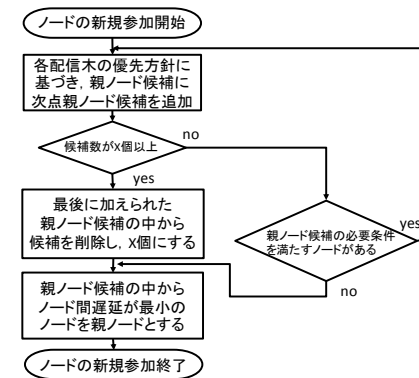 ノードの新規参加開始
各配信木の優先方針に
基づき，親ノード候補に
次点親ノード候補を追加
候補数がx個以上
no
yes
最後に加えられた
親ノード候補の中から
候補を削除し，x個にする
親ノード候補の必要条件
を満たすノードがある
yes
no
親ノード候補の中から
ノード間遅延が最小の
ノードを親ノードとする
ノードの新規参加終了